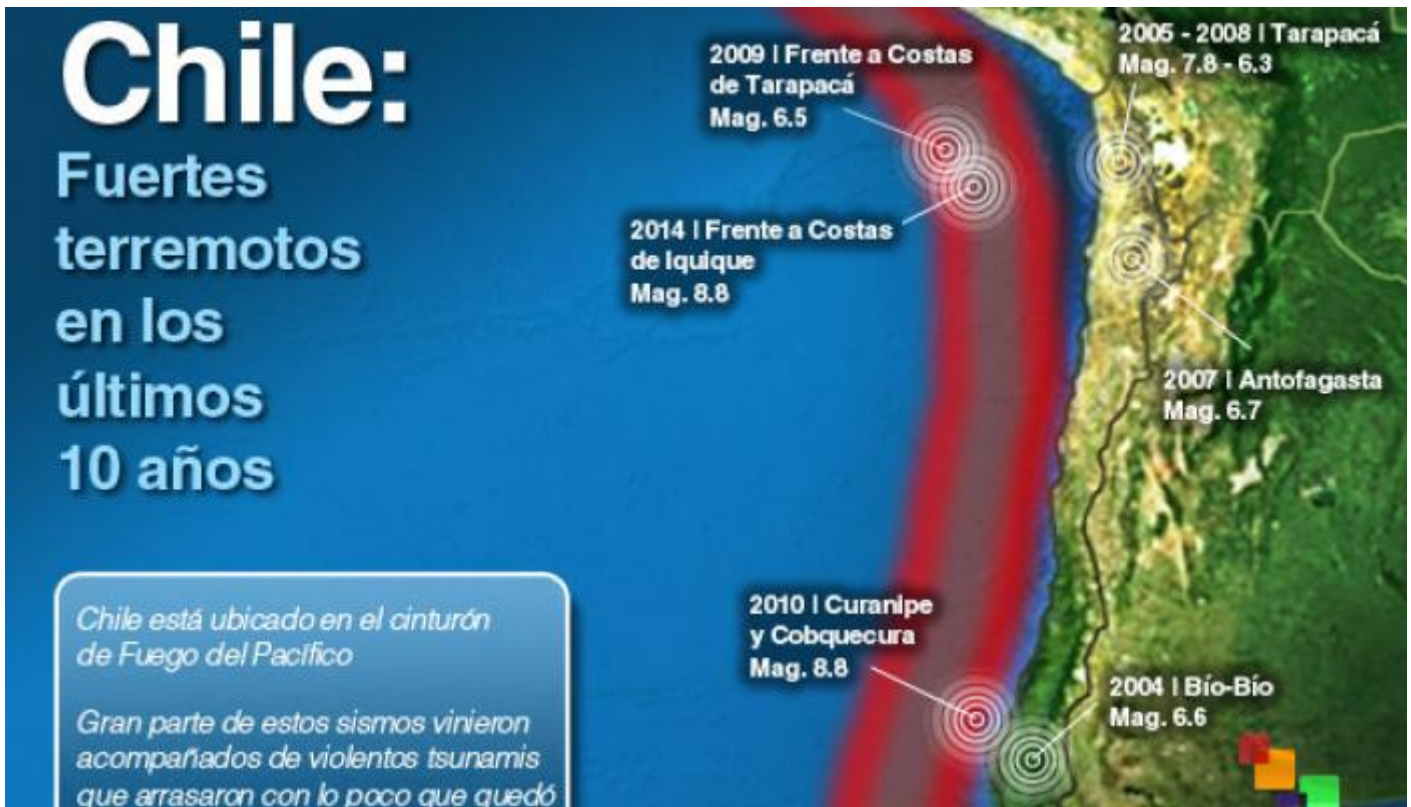 Chile:
Fuertes
terremotos
en los
últimos
10 años
Chile está ubicado en el cinturón
de Fuego del Pacífico
Gran parte de estos sismos vinieron
acompañados de violentos tsunamis
que arrasaron con lo poco que quedó
2009 | Frente a Costas
de Tarapacá
Mag. 6.5
2005 - 2008 | Tarapacá
Mag. 7.8 - 6.3
2014 | Frente a Costas
de Iquique
Mag. 8.8
2007 | Antofagasta
Mag. 6.7
2010 | Curanipe
y Cobquecura
Mag. 8.8
2004 | Bío-Bío
Mag. 6.6